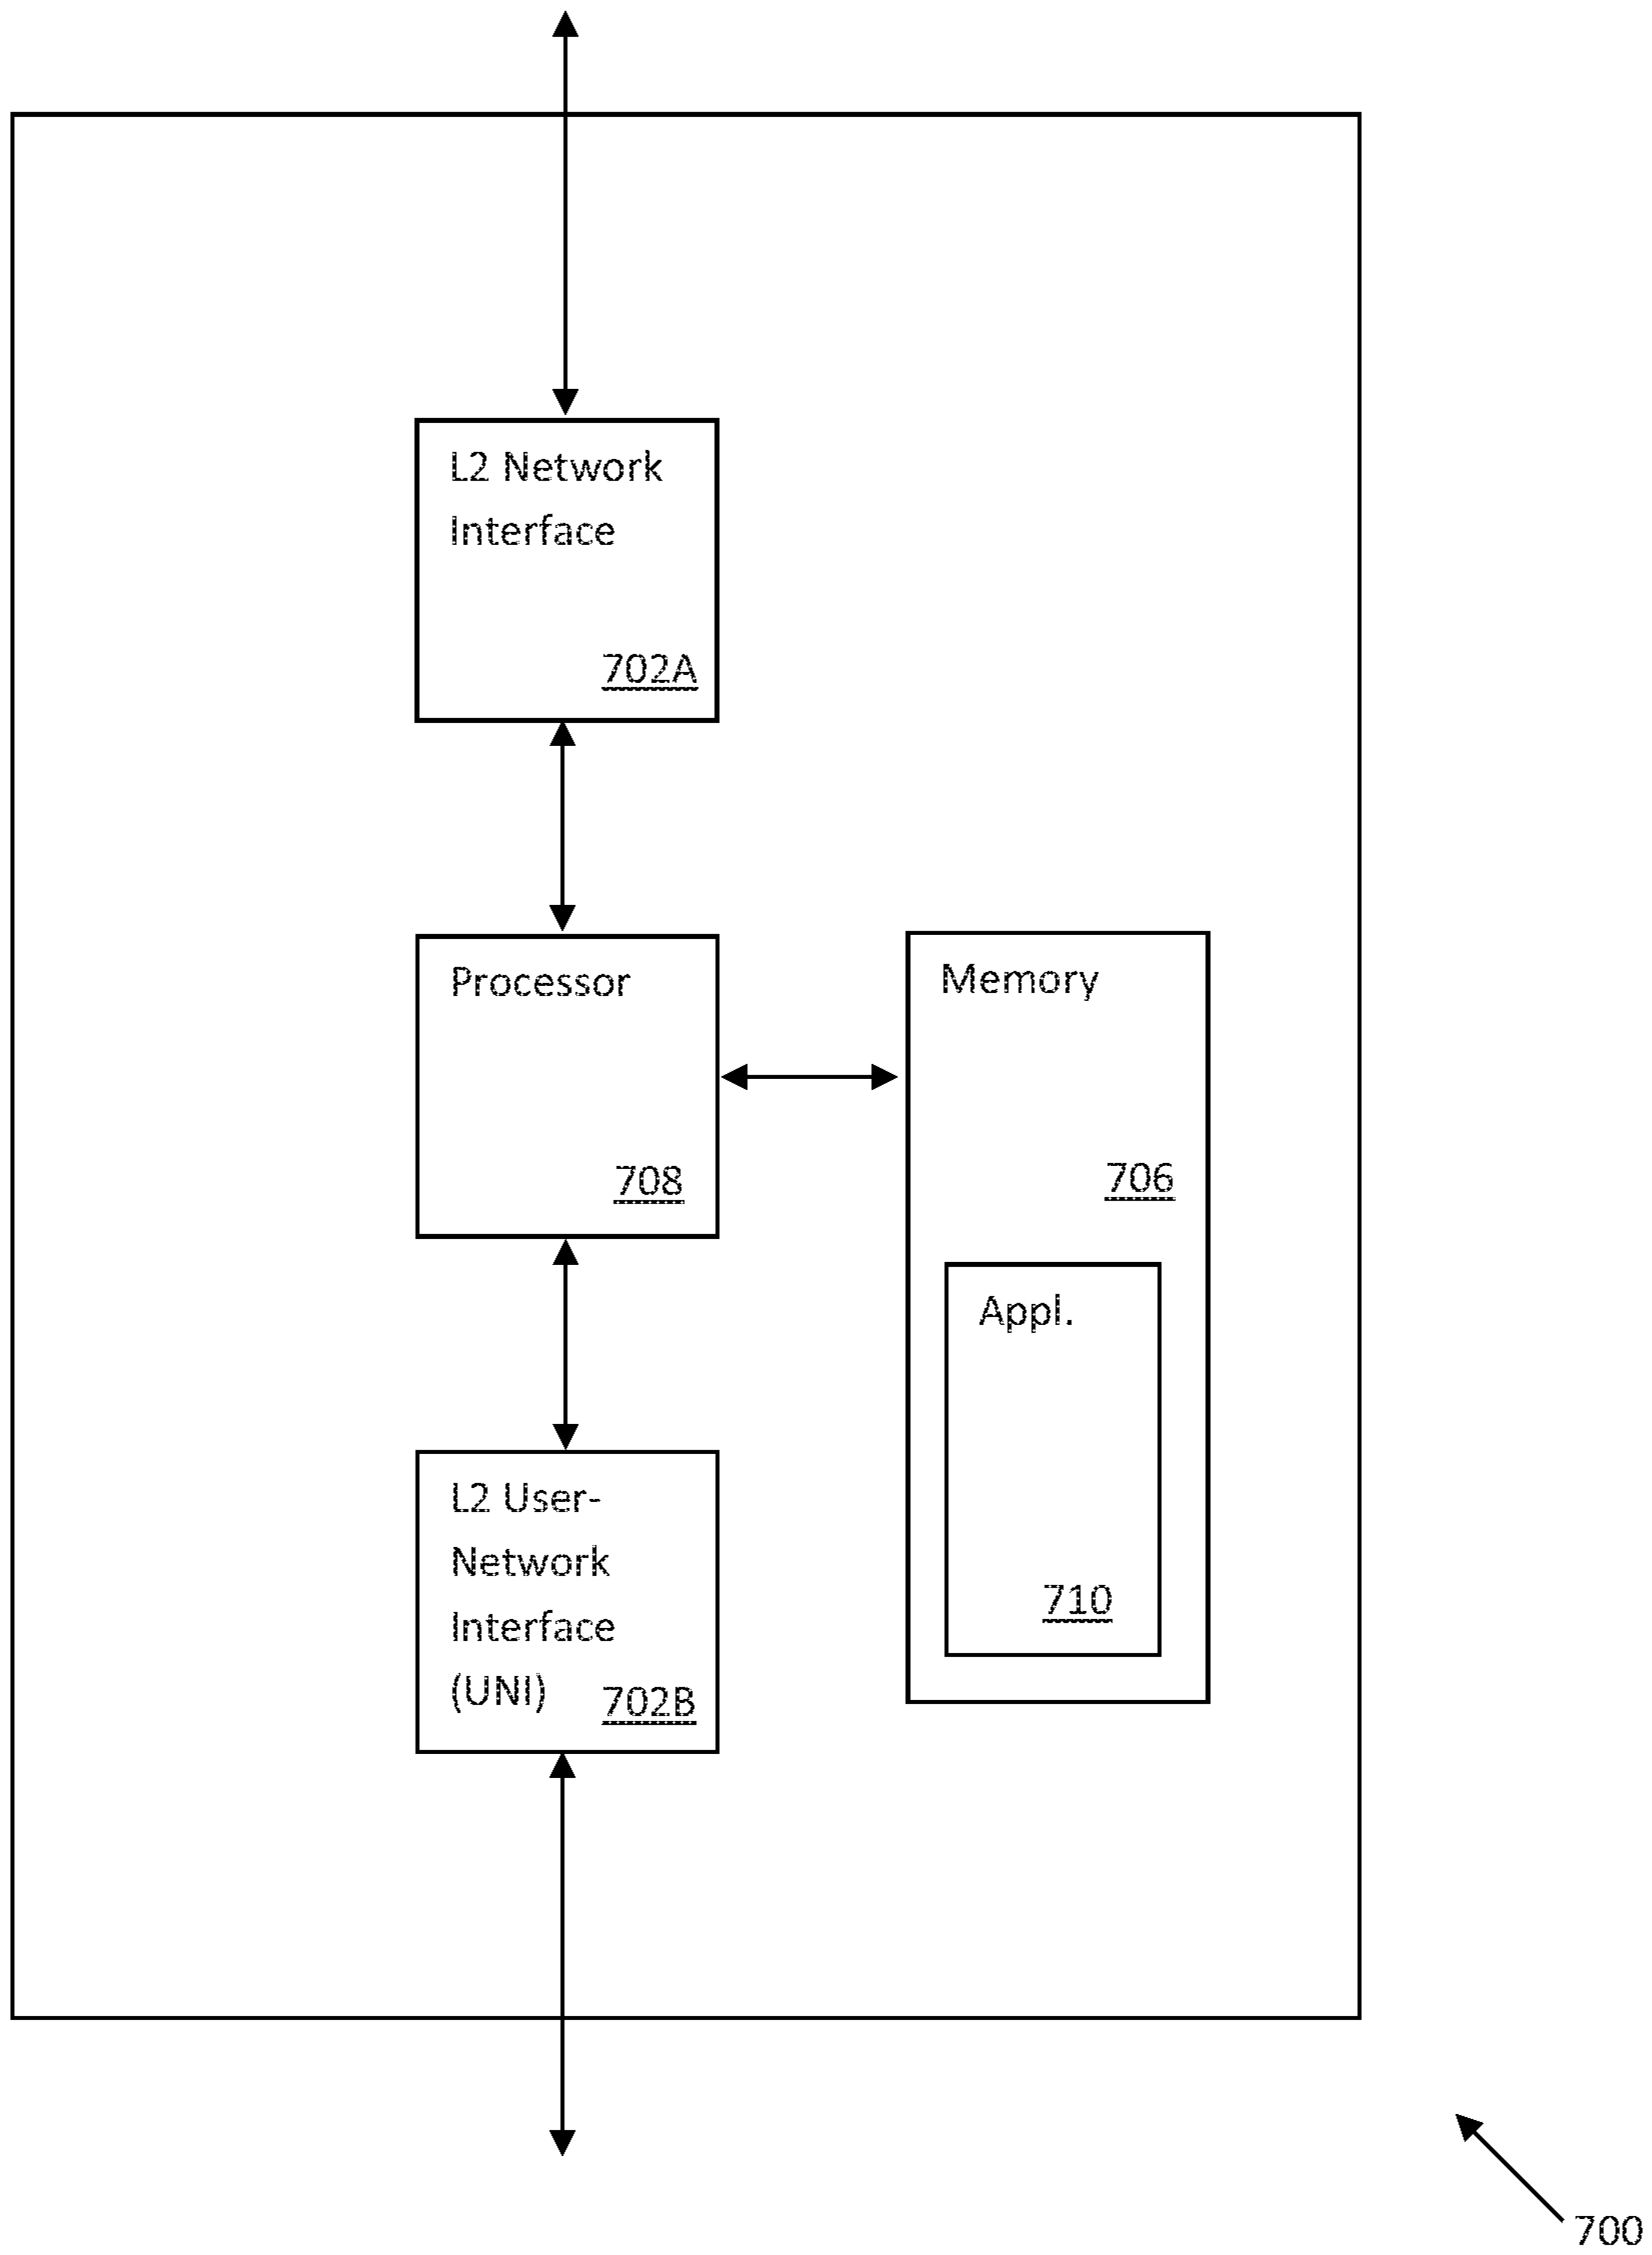 L2 Network
Interface
702A
Processor
708
Memory
706
Appl.
710
L2 User-
Network
Interface
(UNI)
702B
700